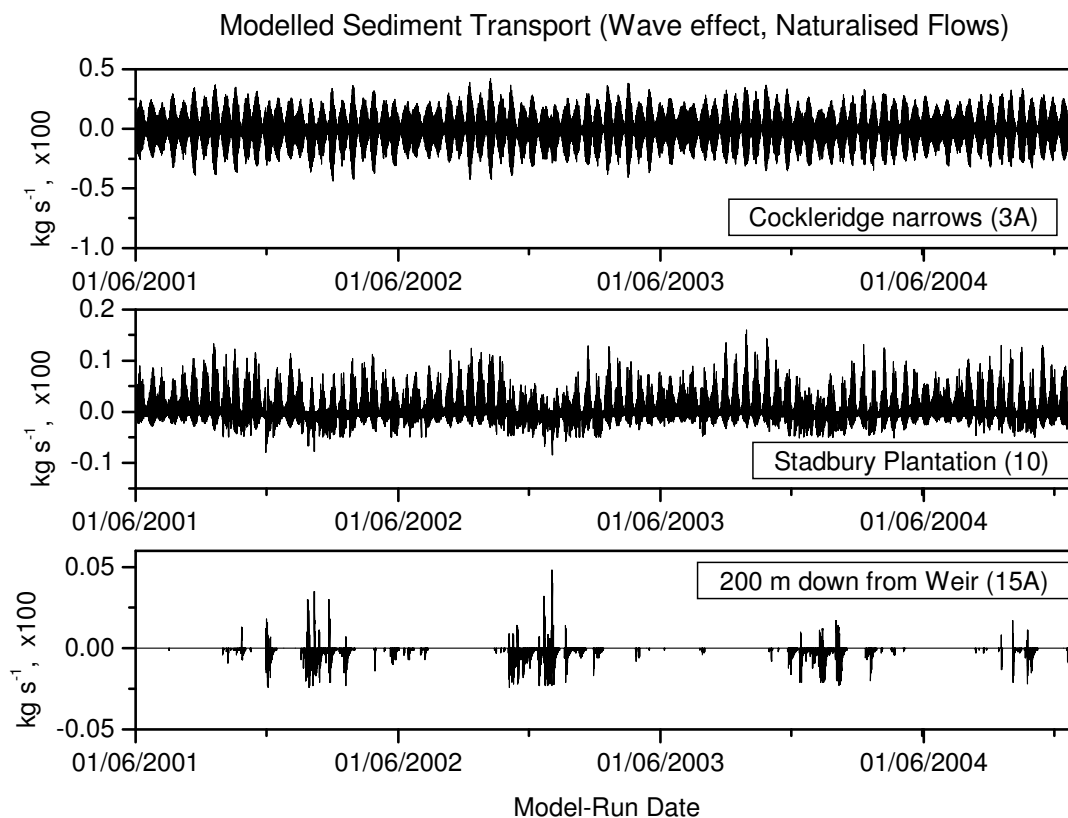 Modelled Sediment Transport (Wave effect, Naturalised Flows)
0.5
0.0
-0.5
-1.0
kg s⁻¹, x100
Cockleridge narrows (3A)
01/06/2001 01/06/2002 01/06/2003 01/06/2004
0.2
0.1
0.0
-0.1
kg s⁻¹, x100
Stadbury Plantation (10)
01/06/2001 01/06/2002 01/06/2003 01/06/2004
0.05
0.00
-0.05
kg s⁻¹, x100
200 m down from Weir (15A)
01/06/2001 01/06/2002 01/06/2003 01/06/2004
Model-Run Date